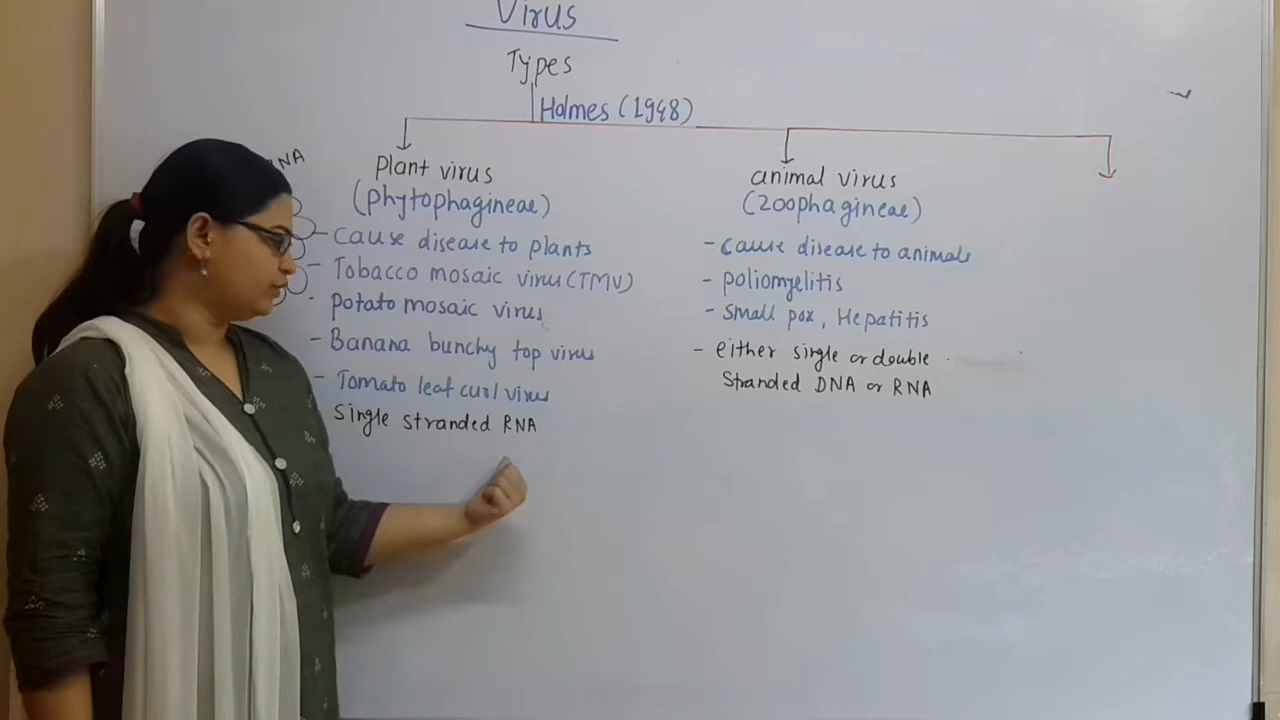 Virus
Types
Holmes (1948)
RNA
Plant virus
(phytophagineae)
- Cause disease to plants
- Tobacco mosaic virus (TMV)
- Potato mosaic virus
- Banana bunchy top virus
- Tomato leaf curl virus
Single stranded RNA
animal virus
(zoophagineae)
- Cause disease to animals
- Poliomyelitis
- Small pox, Hepatitis
- either single or double
stranded DNA or RNA